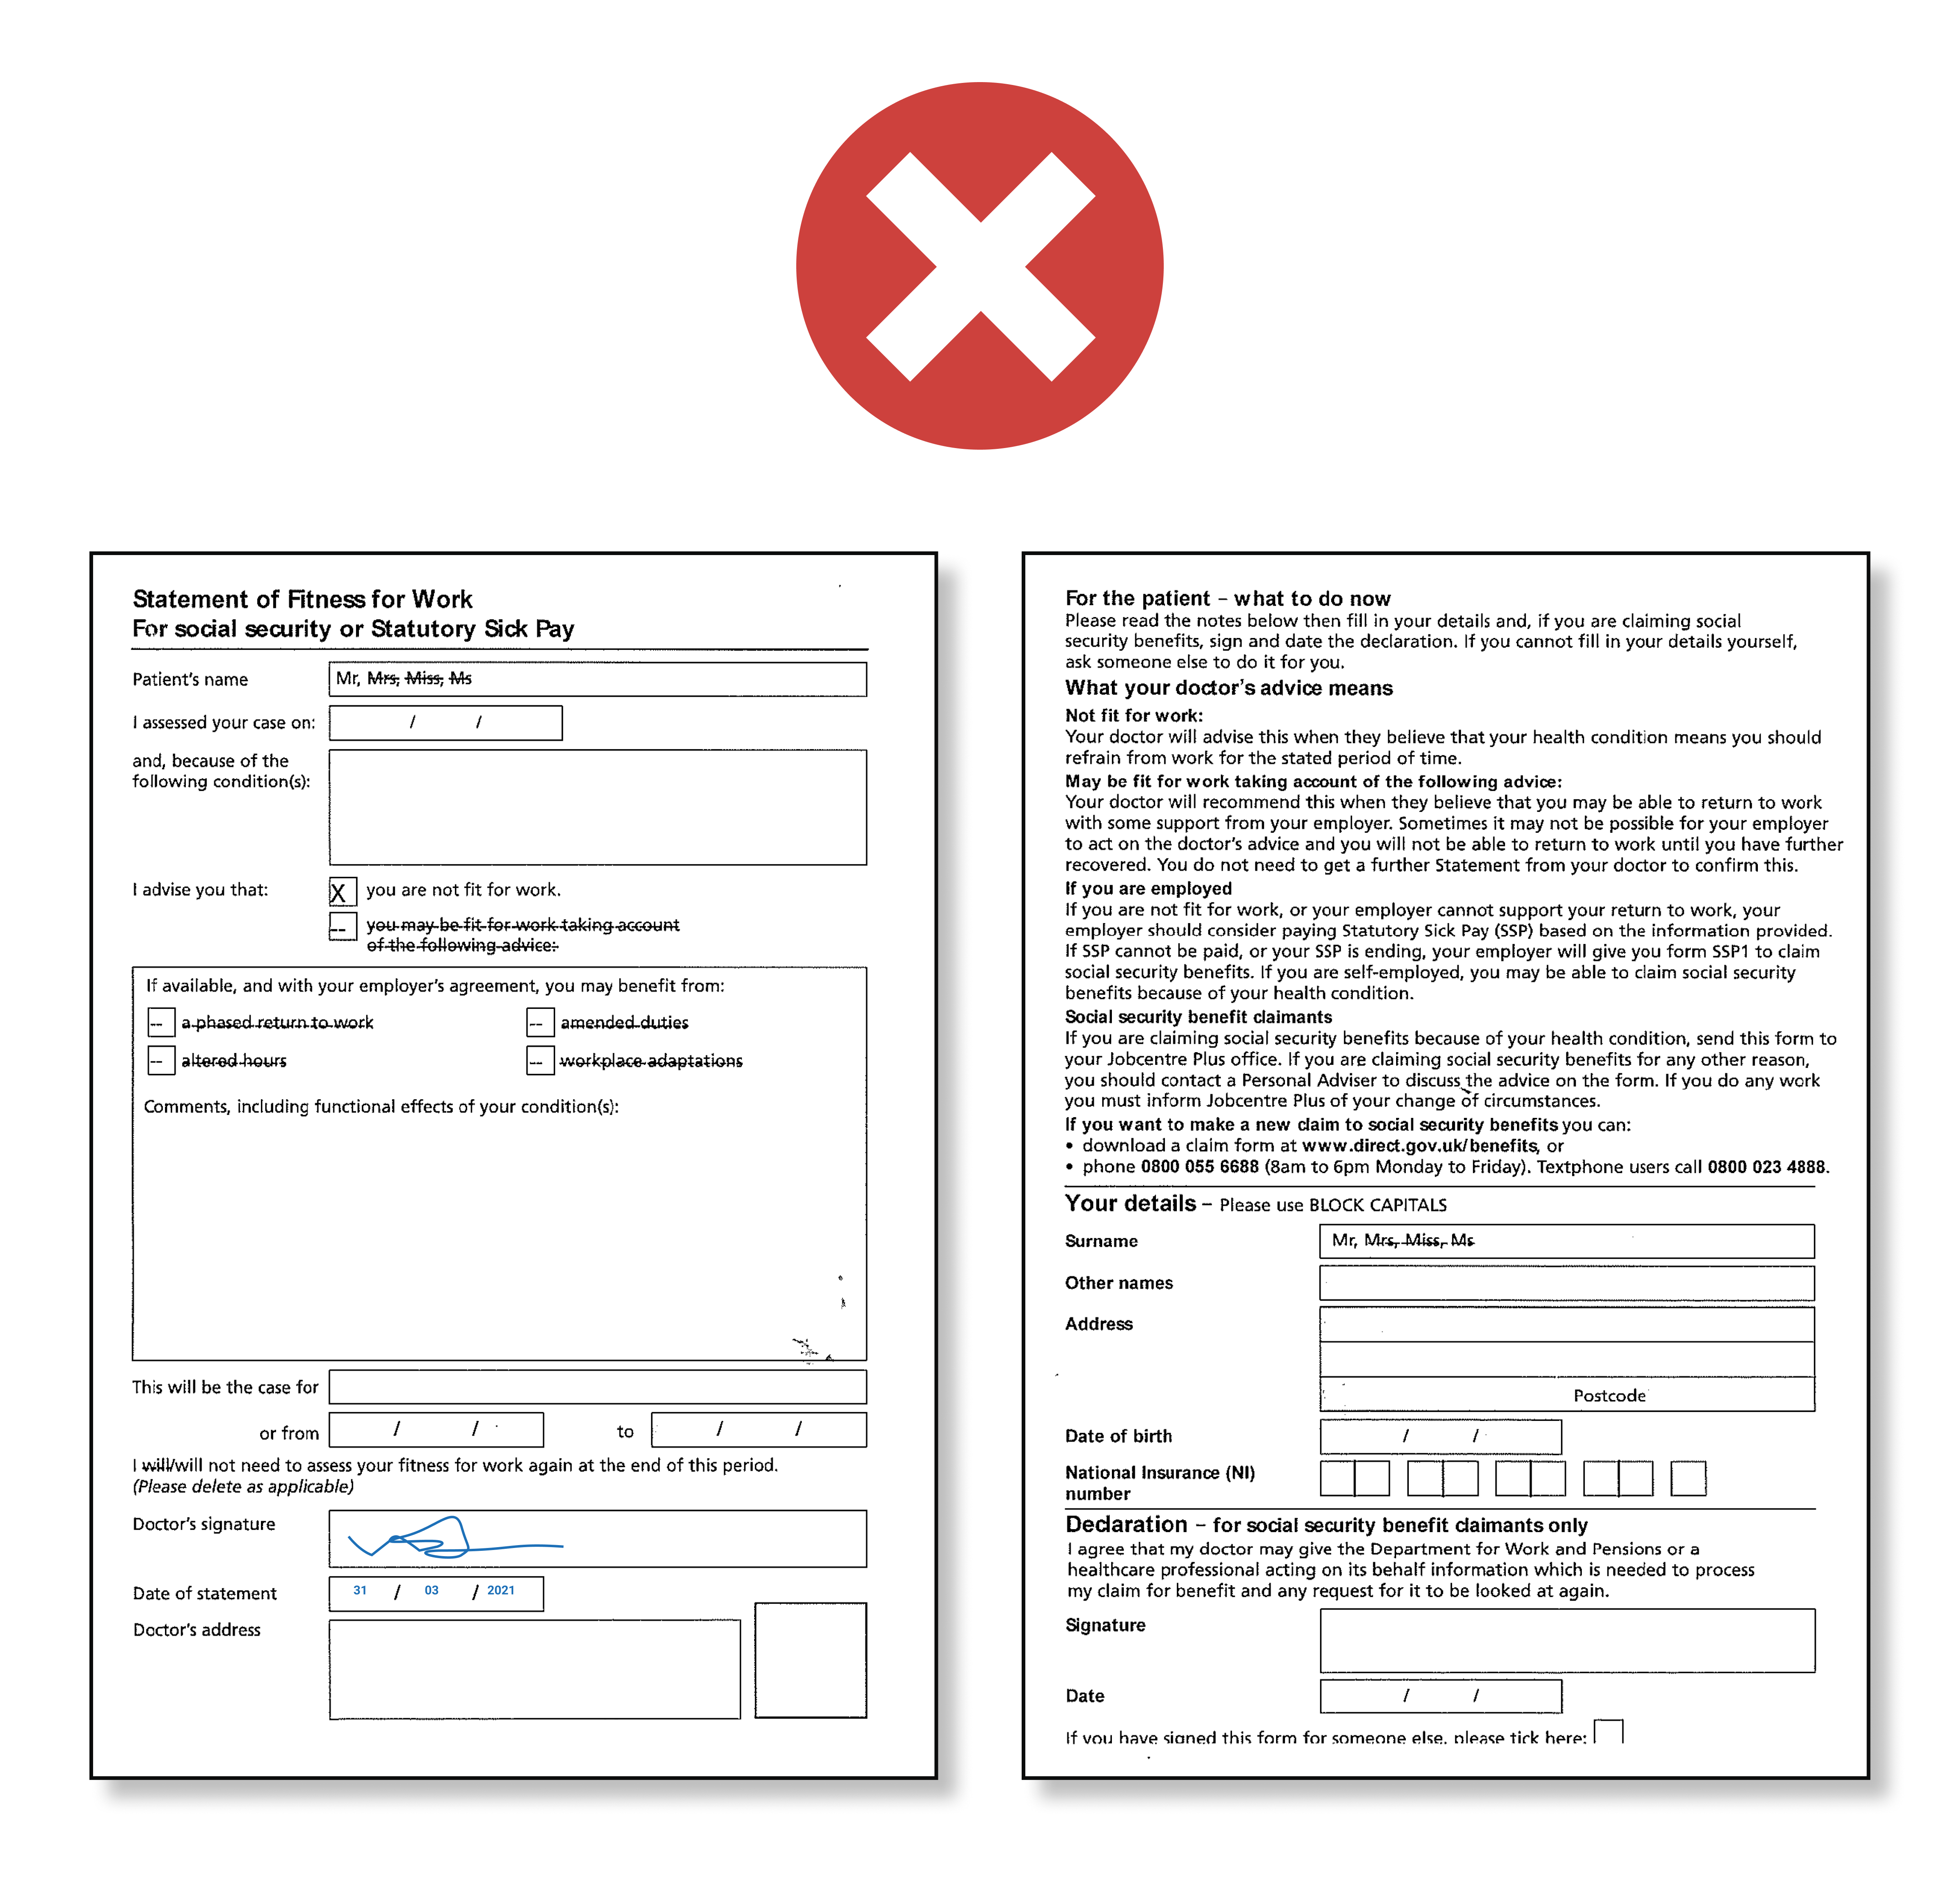 Statement of Fitness for Work
For social security or Statutory Sick Pay
Patient's name
Mr, Mrs, Miss, Ms
I assessed your case on: / /
and, because of the
following condition(s):
I advise you that:
X you are not fit for work.
-- you may be fit for work taking account
of the following advice:
If available, and with your employer's agreement, you may benefit from:
-- a phased return to work -- amended duties
-- altered hours -- workplace adaptations
Comments, including functional effects of your condition(s):
This will be the case for
or from / / to / /
I will/will not need to assess your fitness for work again at the end of this period.
(Please delete as applicable)
Doctor's signature
Date of statement 31 / 03 / 2021
Doctor's address
For the patient – what to do now
Please read the notes below then fill in your details and, if you are claiming social
security benefits, sign and date the declaration. If you cannot fill in your details yourself,
ask someone else to do it for you.
What your doctor's advice means
Not fit for work:
Your doctor will advise this when they believe that your health condition means you should
refrain from work for the stated period of time.
May be fit for work taking account of the following advice:
Your doctor will recommend this when they believe that you may be able to return to work
with some support from your employer. Sometimes it may not be possible for your employer
to act on the doctor's advice and you will not be able to return to work until you have further
recovered. You do not need to get a further Statement from your doctor to confirm this.
If you are employed
If you are not fit for work, or your employer cannot support your return to work, your
employer should consider paying Statutory Sick Pay (SSP) based on the information provided.
If SSP cannot be paid, or your SSP is ending, your employer will give you form SSP1 to claim
social security benefits. If you are self-employed, you may be able to claim social security
benefits because of your health condition.
Social security benefit claimants
If you are claiming social security benefits because of your health condition, send this form to
your Jobcentre Plus office. If you are claiming social security benefits for any other reason,
you should contact a Personal Adviser to discuss the advice on the form. If you do any work
you must inform Jobcentre Plus of your change of circumstances.
If you want to make a new claim to social security benefits you can:
• download a claim form at www.direct.gov.uk/benefits, or
• phone 0800 055 6688 (8am to 6pm Monday to Friday). Textphone users call 0800 023 4888.
Your details – Please use BLOCK CAPITALS
Surname Mr, Mrs, Miss, Ms
Other names
Address
Postcode
Date of birth / /
National Insurance (NI)
number
Declaration – for social security benefit claimants only
I agree that my doctor may give the Department for Work and Pensions or a
healthcare professional acting on its behalf information which is needed to process
my claim for benefit and any request for it to be looked at again.
Signature
Date / /
If you have signed this form for someone else, please tick here: